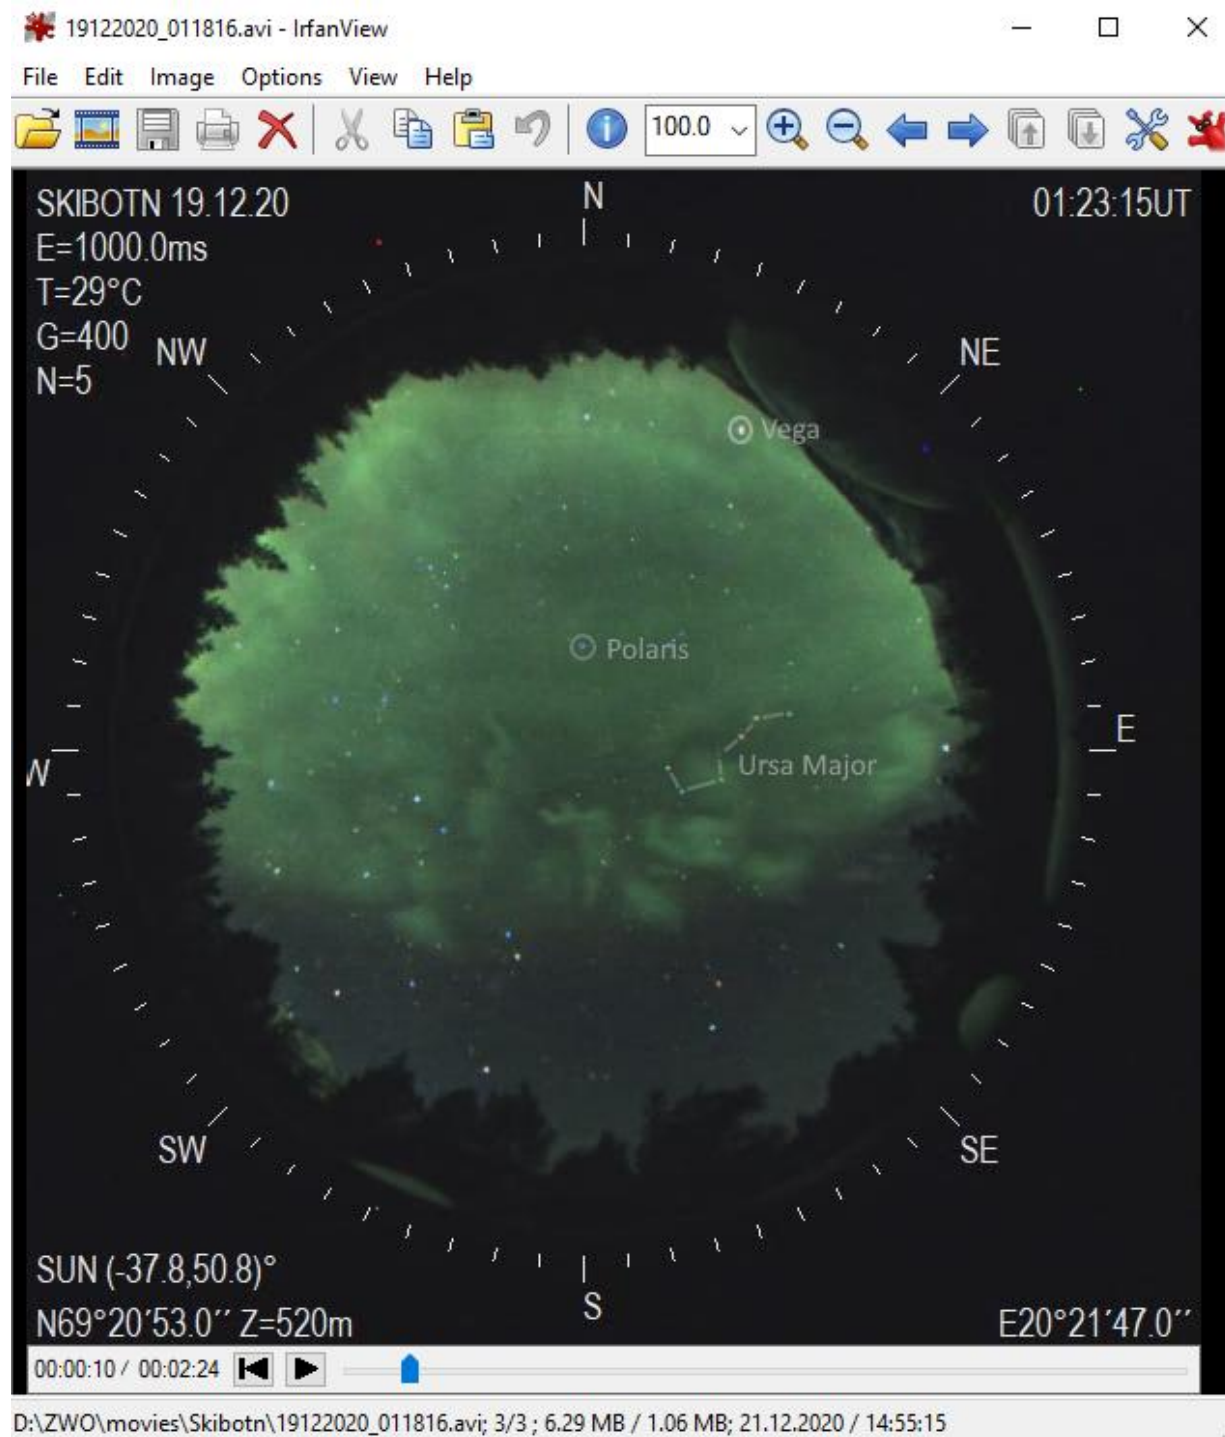 19122020_011816.avi - IrfanView
File Edit Image Options View Help
100.0
SKIBOTN 19.12.20 N 01:23:15UT
E=1000.0ms
T=29°C
G=400
N=5
NW NE
Vega
Polaris
Ursa Major
W E
SW SE
SUN (-37.8,50.8)°
S
N69°20´53.0´´ Z=520m E20°21´47.0´´
00:00:10 / 00:02:24
D:\ZWO\movies\Skibotn\19122020_011816.avi; 3/3 ; 6.29 MB / 1.06 MB; 21.12.2020 / 14:55:15